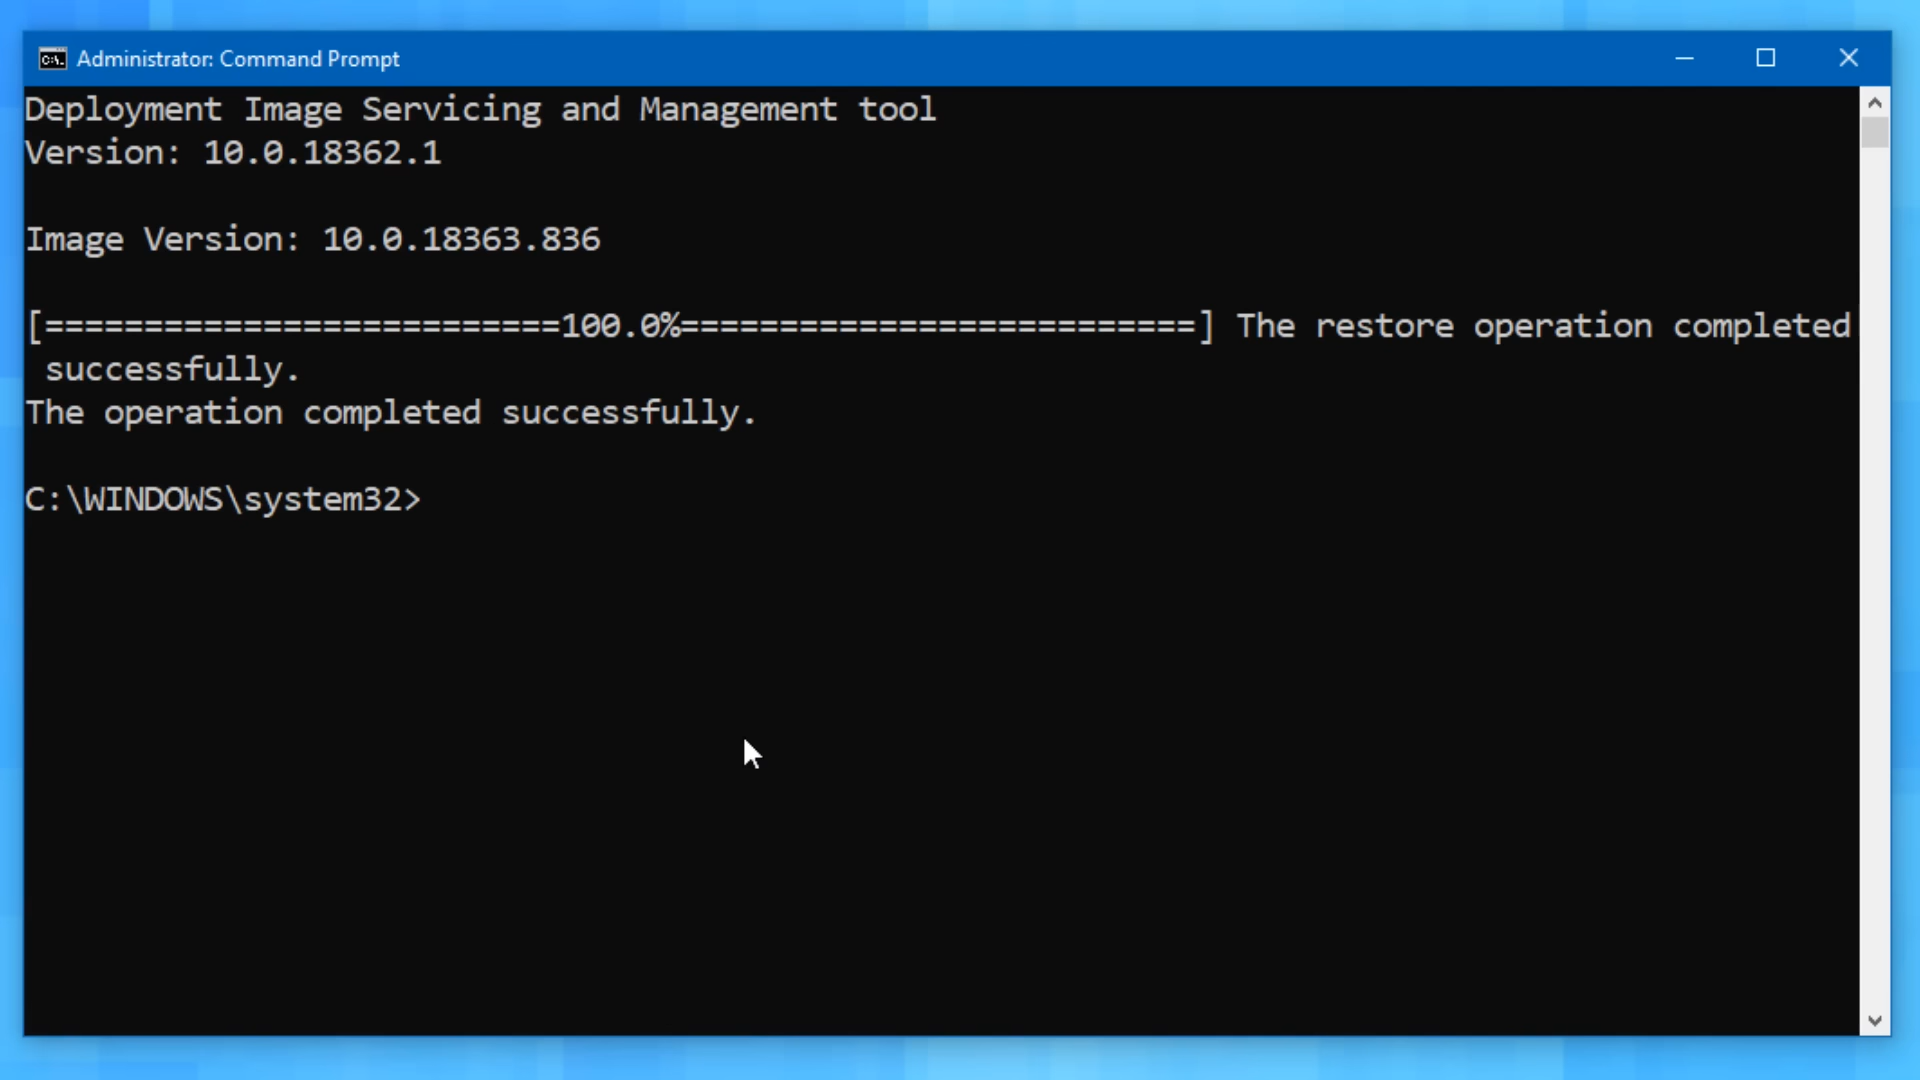 Administrator: Command Prompt
Deployment Image Servicing and Management tool
Version: 10.0.18362.1
Image Version: 10.0.18363.836
[==========================100.0%==========================] The restore operation completed
successfully.
The operation completed successfully.
C:\WINDOWS\system32>